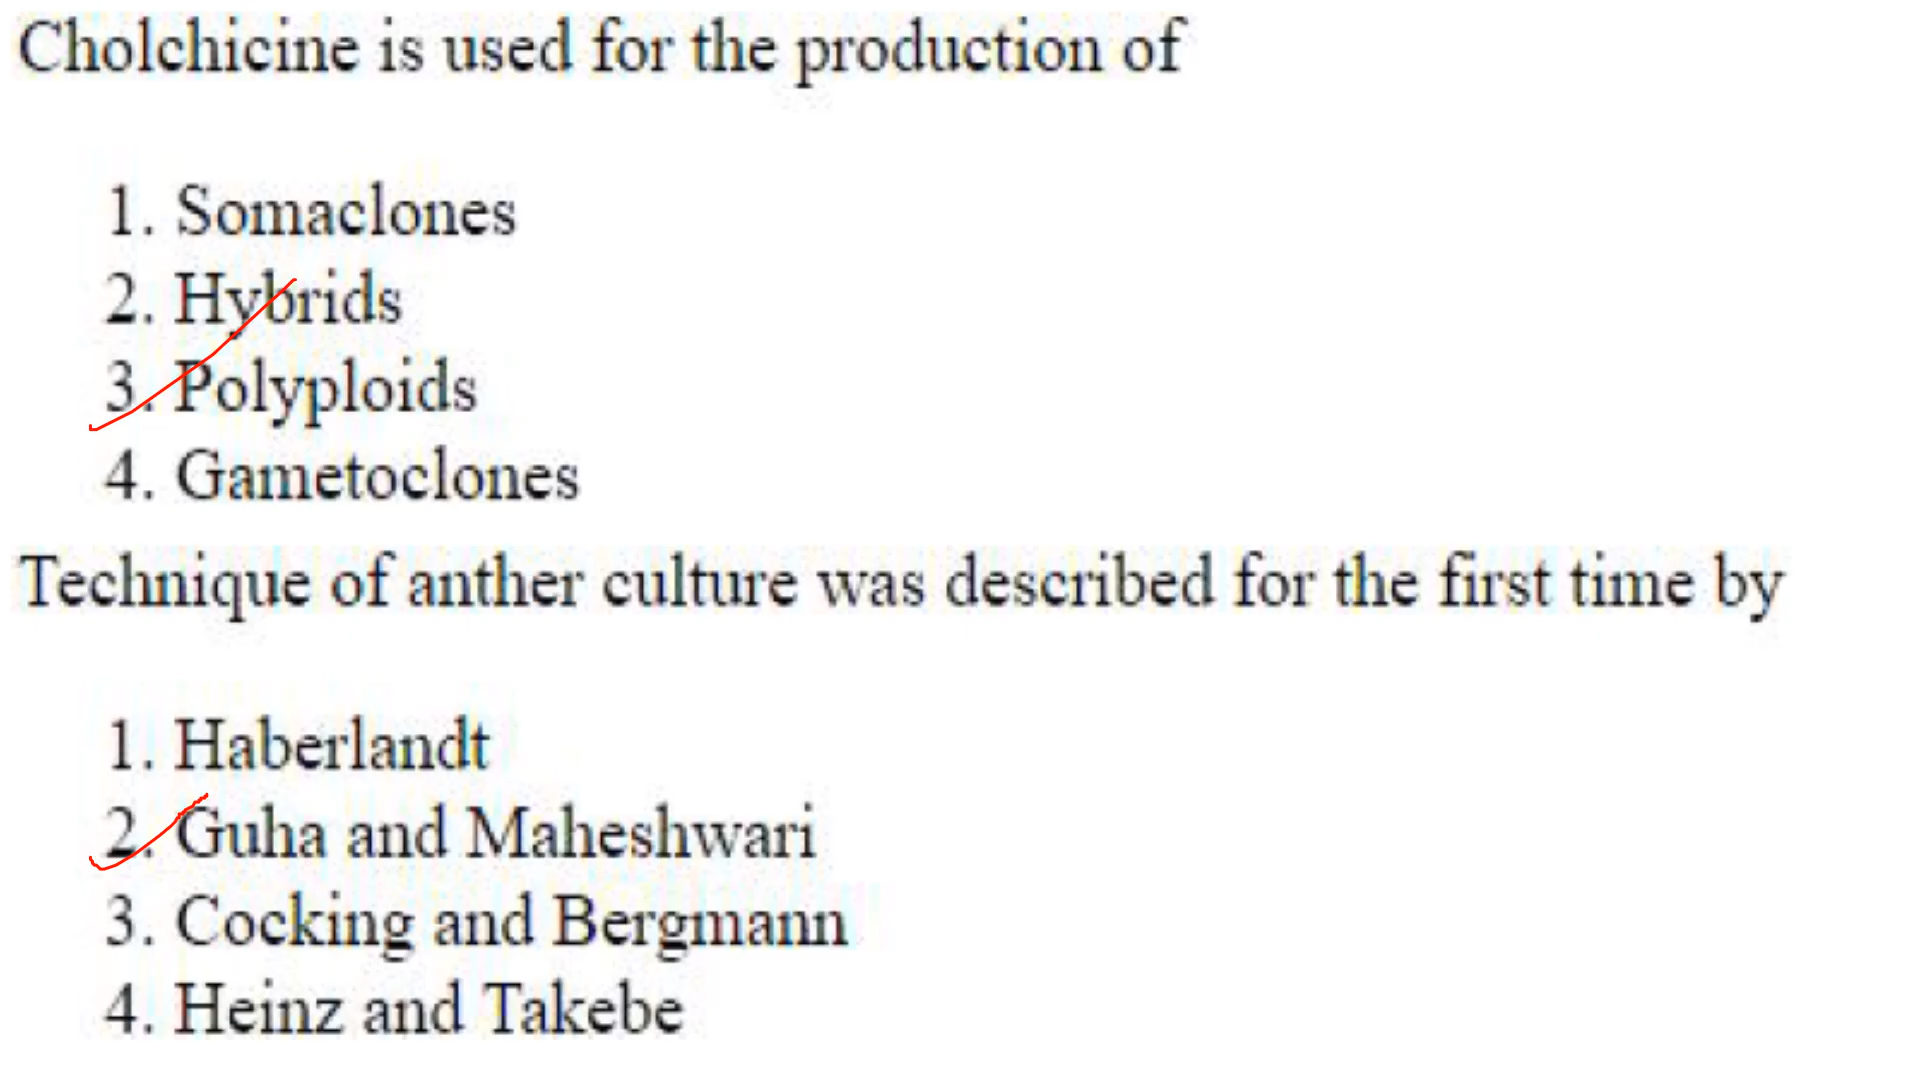 Cholchicine is used for the production of
1. Somaclones
2. Hybrids
3. Polyploids
4. Gametoclones
Technique of anther culture was described for the first time by
1. Haberlandt
2. Guha and Maheshwari
3. Cocking and Bergmann
4. Heinz and Takebe